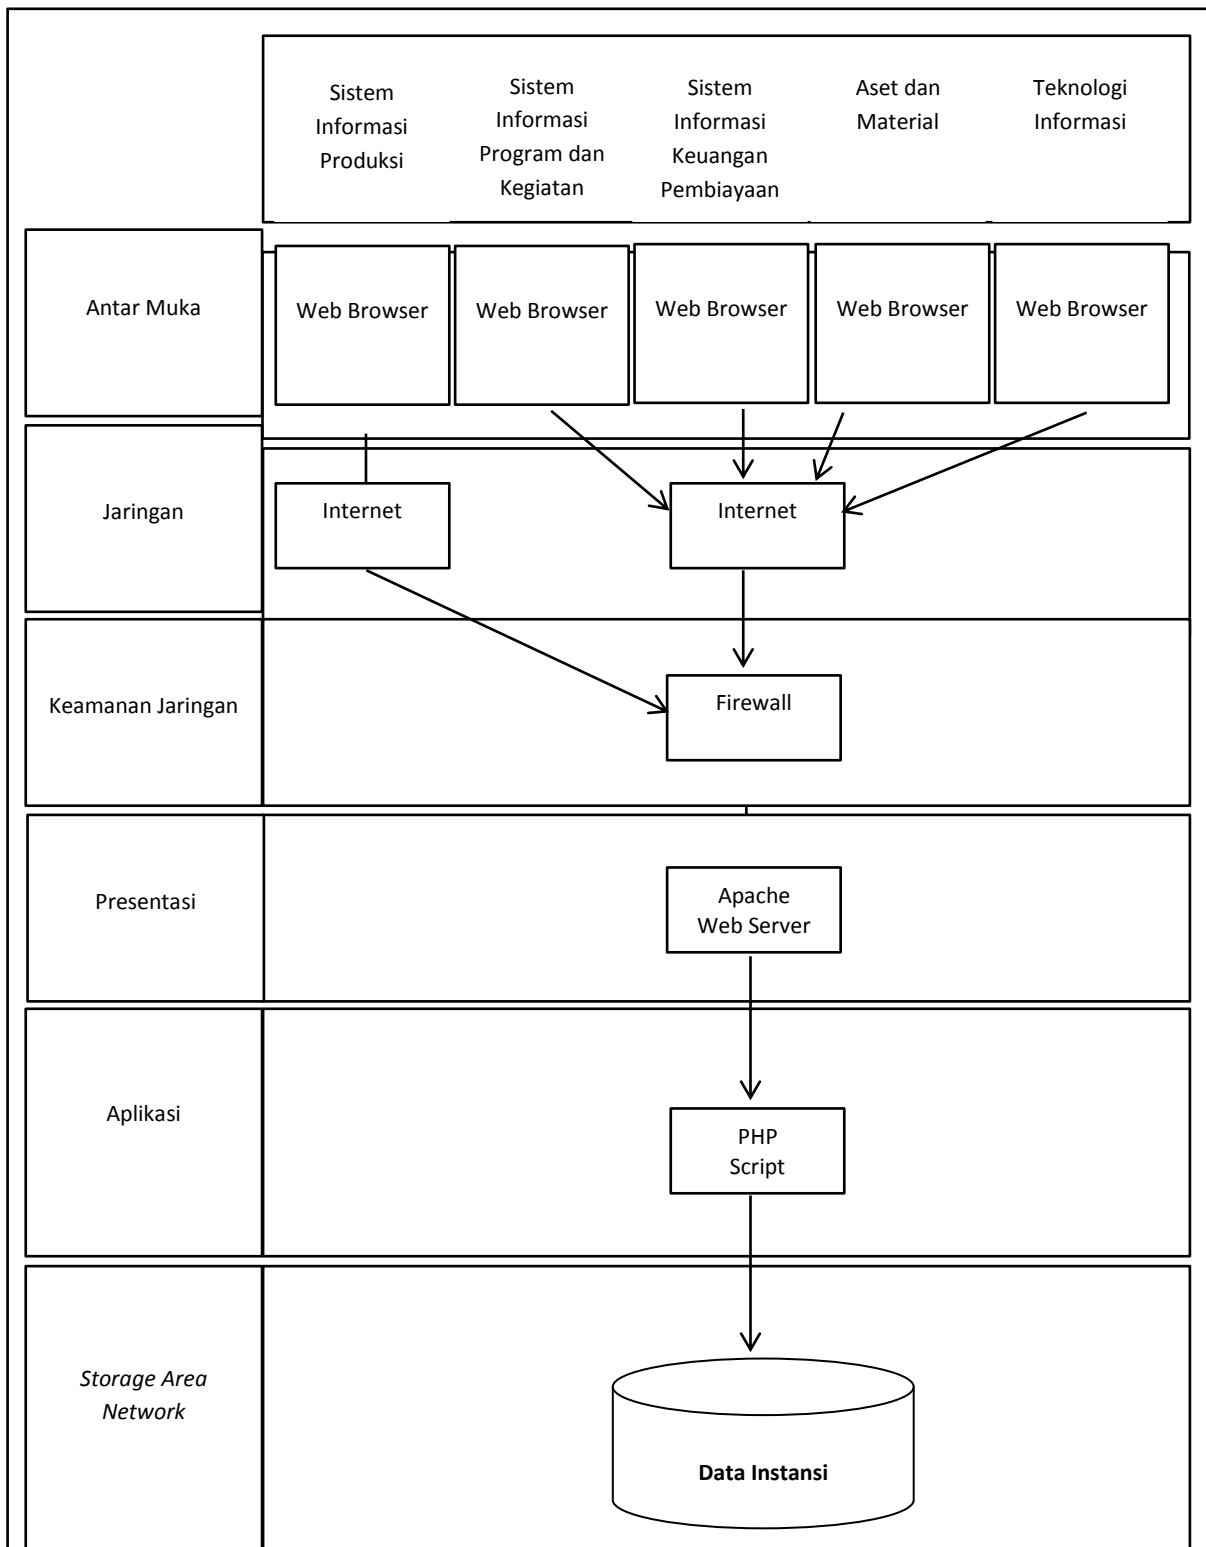 Sistem
Informasi
Produksi
Sistem
Informasi
Program dan
Kegiatan
Sistem
Informasi
Keuangan
Pembiayaan
Aset dan
Material
Teknologi
Informasi
Antar Muka
Web Browser
Web Browser
Web Browser
Web Browser
Web Browser
Jaringan
Internet
Internet
Keamanan Jaringan
Firewall
Presentasi
Apache
Web Server
Aplikasi
PHP
Script
Storage Area
Network
Data Instansi